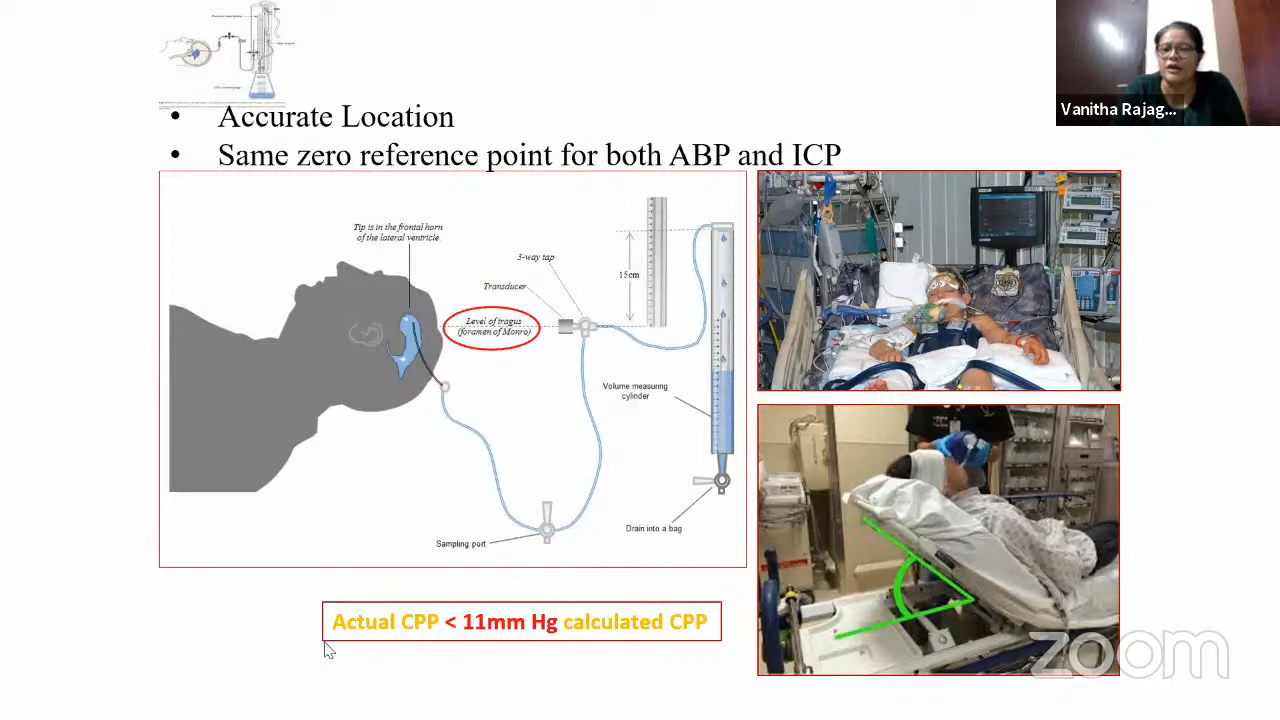 Vanitha Rajag...
• Accurate Location
• Same zero reference point for both ABP and ICP
Tip is in the frontal horn
of the lateral ventricle
3-way tap
Transducer
15cm
Level of tragus
(foramen of Monro)
Volume measuring
cylinder
Drain into a bag
Sampling port
Actual CPP < 11mm Hg calculated CPP
zoom